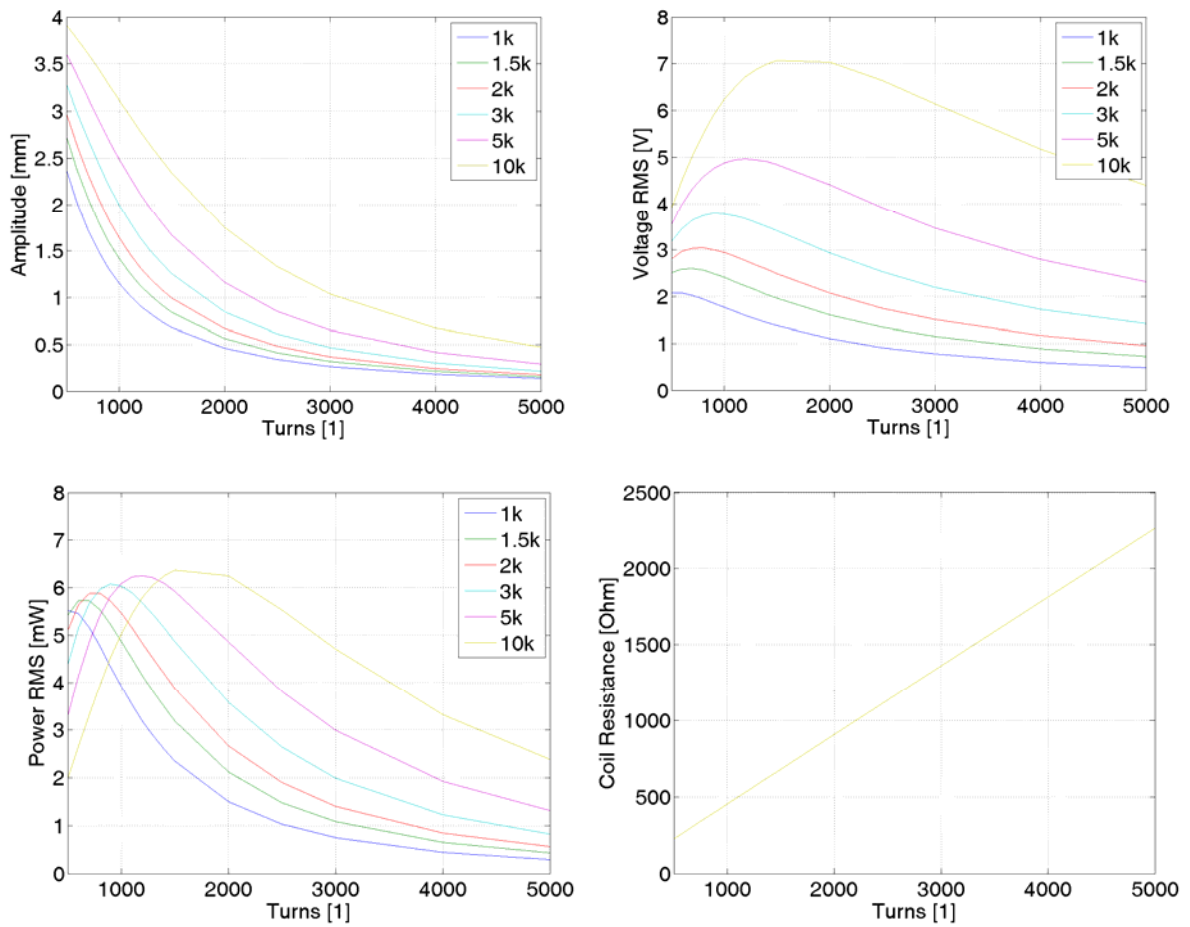 4
3.5
3
2.5
2
1.5
1
0.5
0
Amplitude [mm]
1000 2000 3000 4000 5000
Turns [1]
1k
1.5k
2k
3k
5k
10k
8
7
6
5
4
3
2
1
0
Voltage RMS [V]
1000 2000 3000 4000 5000
Turns [1]
1k
1.5k
2k
3k
5k
10k
8
7
6
5
4
3
2
1
0
Power RMS [mW]
1000 2000 3000 4000 5000
Turns [1]
1k
1.5k
2k
3k
5k
10k
2500
2000
1500
1000
500
0
Coil Resistance [Ohm]
1000 2000 3000 4000 5000
Turns [1]